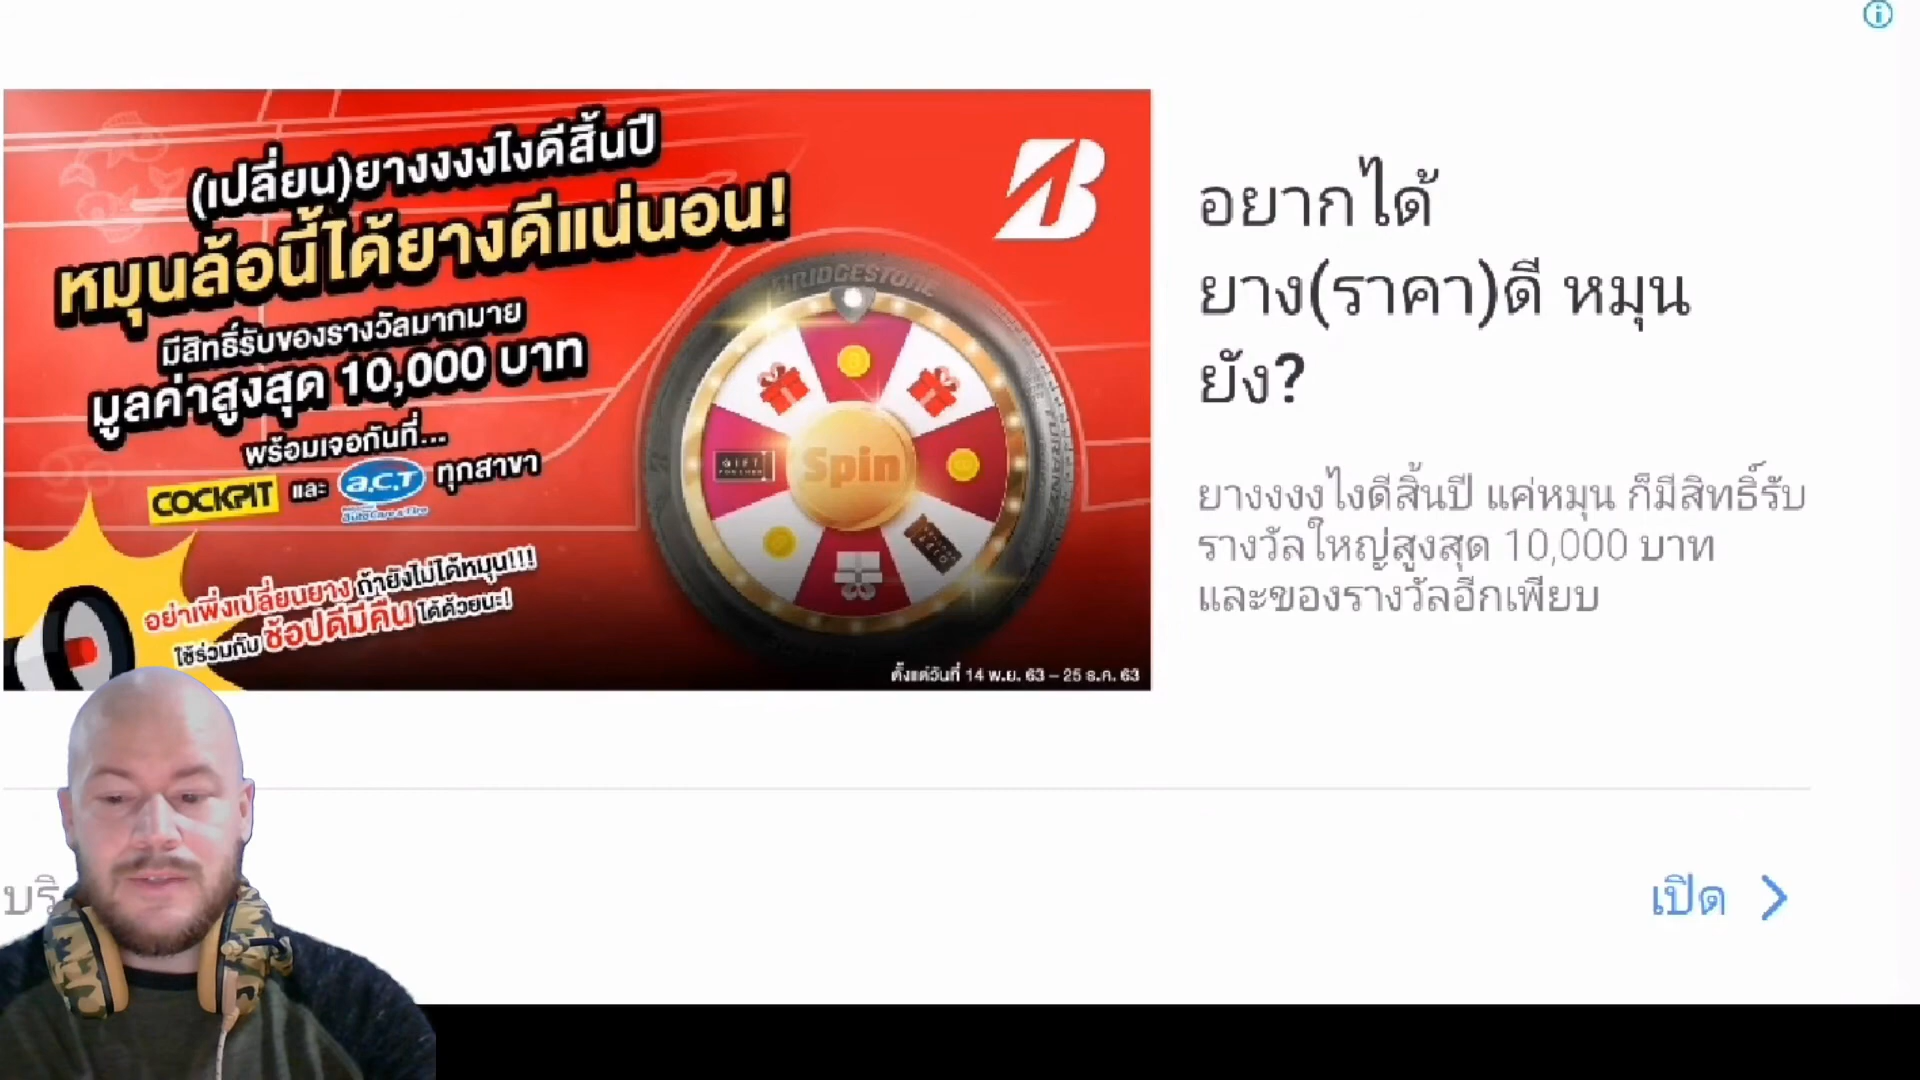 (เปลี่ยน)ยางงงงไงดีสิ้นปี
หมุนล้อนี้ได้ยางดีแน่นอน!
มีสิทธิ์รับของรางวัลมากมาย
มูลค่าสูงสุด 10,000 บาท
พร้อมเจอกันที่...
COCKPIT และ a.c.t ทุกสาขา
อย่าเพิ่งเปลี่ยนยาง ถ้ายังไม่ได้หมุน!!!
ใช้ร่วมกับ ช้อปดีมีคืน ได้ด้วยนะ!
BRIDGESTONE
GIFT
Spin
ตั้งแต่วันที่ 14 พ.ย. 63 – 25 ธ.ค. 63
อยากได้
ยาง(ราคา)ดี หมุน
ยัง?
ยางงงงไงดีสิ้นปี แค่หมุน ก็มีสิทธิ์รับ
รางวัลใหญ่สูงสุด 10,000 บาท
และของรางวัลอีกเพียบ
บริ
เปิด